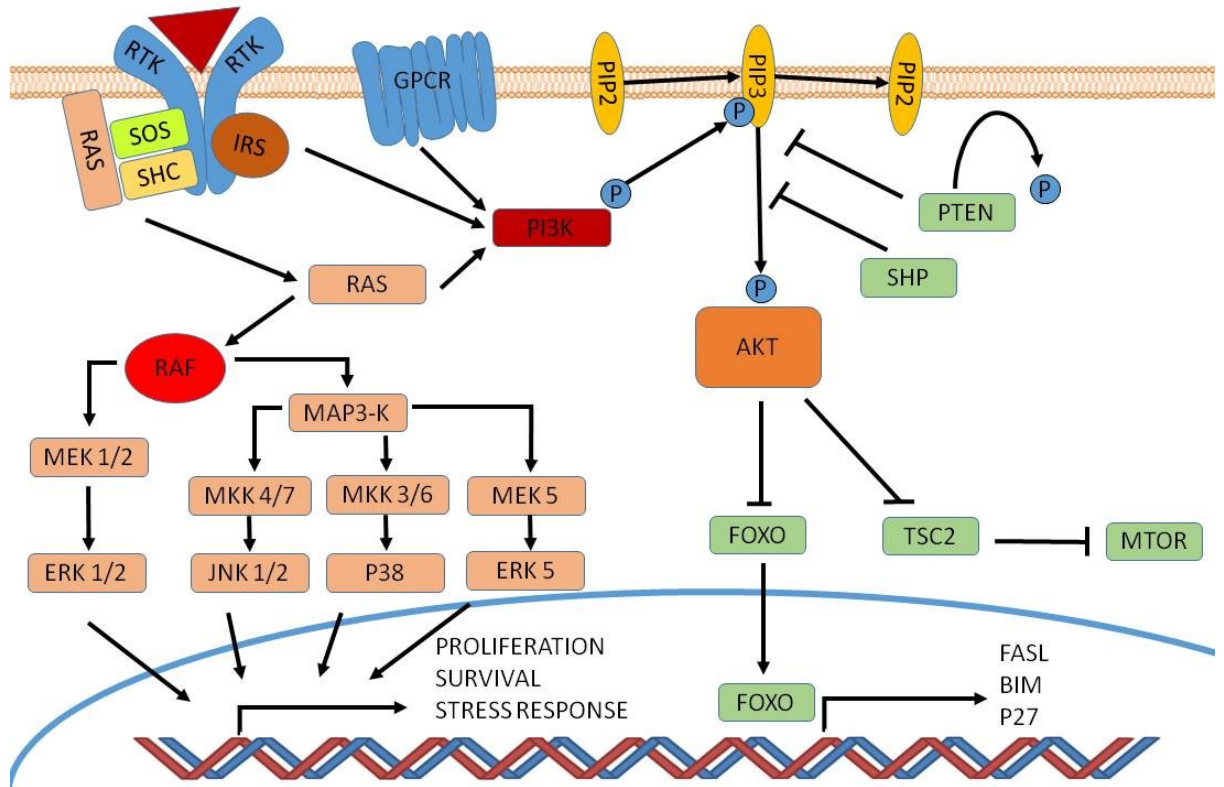 RTK
RTK
GPCR
PIP2
PIP3
PIP2
RAS
SOS
SHC
IRS
P
P
P
PTEN
PI3K
SHP
RAS
P
AKT
RAF
MAP3-K
MEK 1/2
MKK 4/7
MKK 3/6
MEK 5
FOXO
TSC2
MTOR
ERK 1/2
JNK 1/2
P38
ERK 5
PROLIFERATION
SURVIVAL
STRESS RESPONSE
FOXO
FASL
BIM
P27